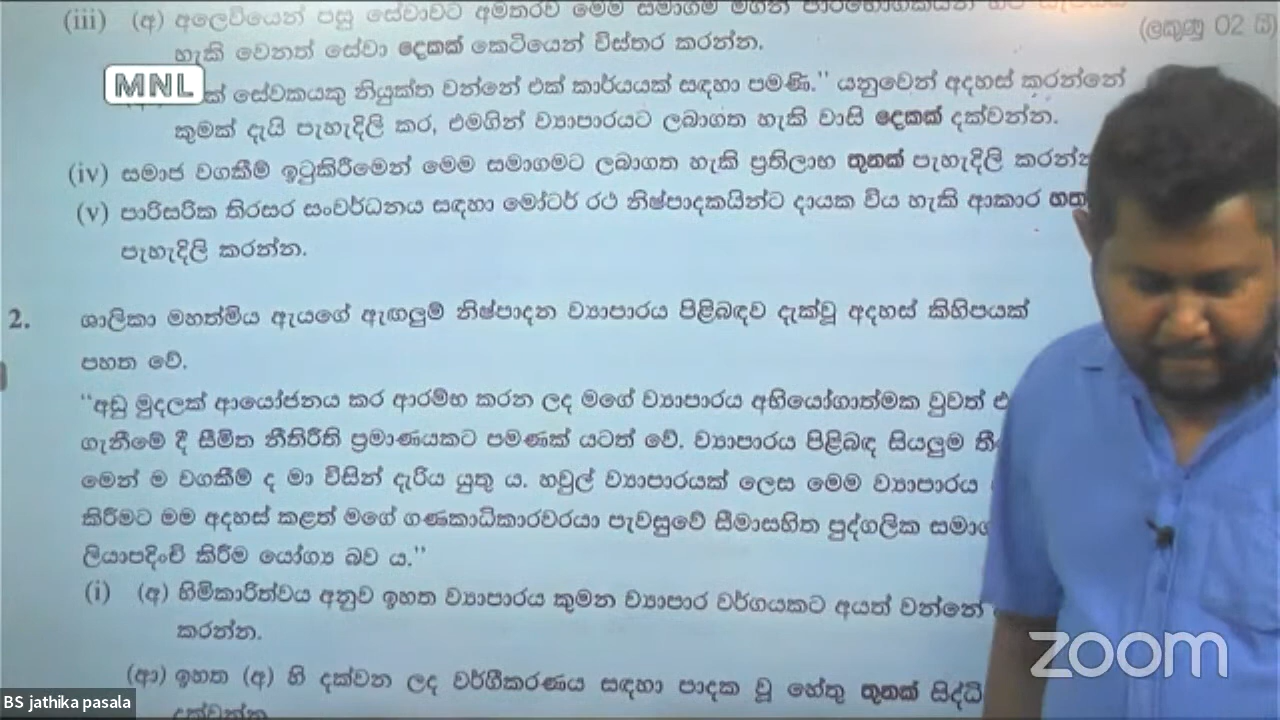 (iii) (අ) අලෙවියෙන් පසු සේවාවට අමතරව මෙම සමාගම මගින්
(ලකුණු 02 යි)
හැකි වෙනත් සේවා දෙකක් කෙටියෙන් විස්තර කරන්න.
MNL
ක් සේවකයකු නියුක්ත වන්නේ එක් කාර්යයක් සඳහා පමණි." යනුවෙන් අදහස් කරන්නේ
කුමක් දැයි පැහැදිලි කර, එමගින් ව්‍යාපාරයට ලබාගත හැකි වාසි දෙකක් දක්වන්න.
(iv) සමාජ වගකීම් ඉටුකිරීමෙන් මෙම සමාගමට ලබාගත හැකි ප්‍රතිලාභ තුනක් පැහැදිලි
(v) පාරිසරික තිරසර සංවර්ධනය සඳහා මෝටර් රථ නිෂ්පාදකයින්ට දායක විය හැකි ආකාර
පැහැදිලි කරන්න.
2. ශාලිකා මහත්මිය ඇයගේ ඇඟලුම් නිෂ්පාදන ව්‍යාපාරය පිළිබඳව දැක්වූ අදහස් කිහිපයක්
පහත වේ.
"අඩු මුදලක් ආයෝජනය කර ආරම්භ කරන ලද මගේ ව්‍යාපාරය අභියෝගාත්මක වුවත්
ගැනීමේ දී සීමිත නීතිරීති ප්‍රමාණයකට පමණක් යටත් වේ. ව්‍යාපාරය පිළිබඳ සියලුම
මෙන් ම වගකීම් ද මා විසින් දැරිය යුතු ය. හවුල් ව්‍යාපාරයක් ලෙස මෙම ව්‍යාපාරය
කිරීමට මම අදහස් කළත් මගේ ගණකාධිකාරවරයා පැවසුවේ සීමාසහිත පුද්ගලික
ලියාපදිංචි කිරීම යෝග්‍ය බව ය."
(i) (අ) හිමිකාරිත්වය අනුව ඉහත ව්‍යාපාරය කුමන ව්‍යාපාර වර්ගයකට අයත් වන්නේ
කරන්න.
(ආ) ඉහත (අ) හි දක්වන ලද වර්ගීකරණය සඳහා පාදක වූ හේතු තුනක්
දක්වන්න.
zoom
BS jathika pasala